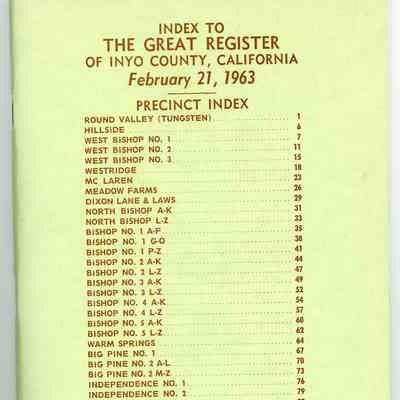 INDEX TO
THE GREAT REGISTER
OF INYO COUNTY, CALIFORNIA
February 21, 1963
PRECINCT INDEX
ROUND VALLEY (TUNGSTEN) 1
HILLSIDE 6
WEST BISHOP NO. 1 7
WEST BISHOP NO. 2 11
WEST BISHOP NO. 3 15
WESTRIDGE 18
MC LAREN 23
MEADOW FARMS 26
DIXON LANE & LAWS 29
NORTH BISHOP A-K 31
NORTH BISHOP L-Z 33
BISHOP NO. 1 A-F 35
BISHOP NO. 1 G-O 38
BISHOP NO. 1 P-Z 41
BISHOP NO. 2 A-K 44
BISHOP NO. 2 L-Z 47
BISHOP NO. 3 A-K 49
BISHOP NO. 3 L-Z 52
BISHOP NO. 4 A-K 54
BISHOP NO. 4 L-Z 57
BISHOP NO. 5 A-K 60
BISHOP NO. 5 L-Z 62
WARM SPRINGS 64
BIG PINE NO. 1 67
BIG PINE NO. 2 A-L 70
BIG PINE NO. 2 M-Z 73
INDEPENDENCE NO. 1 76
INDEPENDENCE NO. 2 79